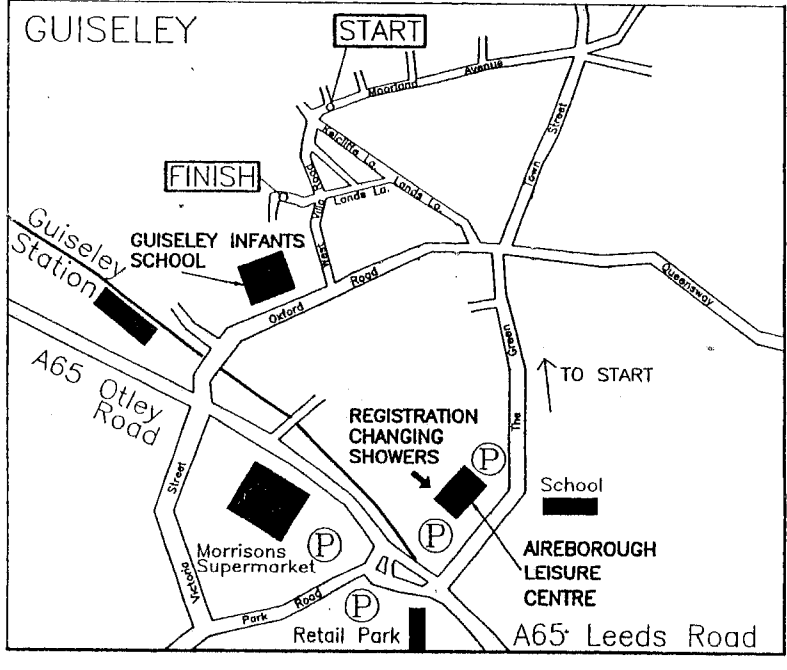 GUISELEY
START
Moorland Avenue
Kelcliffe La.
Town Street
FINISH
West Villa Road
Lands La.
Lands La.
Guiseley
Station
GUISELEY INFANTS
SCHOOL
Oxford Road
Queensway
A65 Otley
Road
The Green
TO START
REGISTRATION
CHANGING
SHOWERS
P
School
Victoria Street
P
P
Morrisons
Supermarket
AIREBOROUGH
LEISURE
CENTRE
Park Road
P
Retail Park
A65 Leeds Road